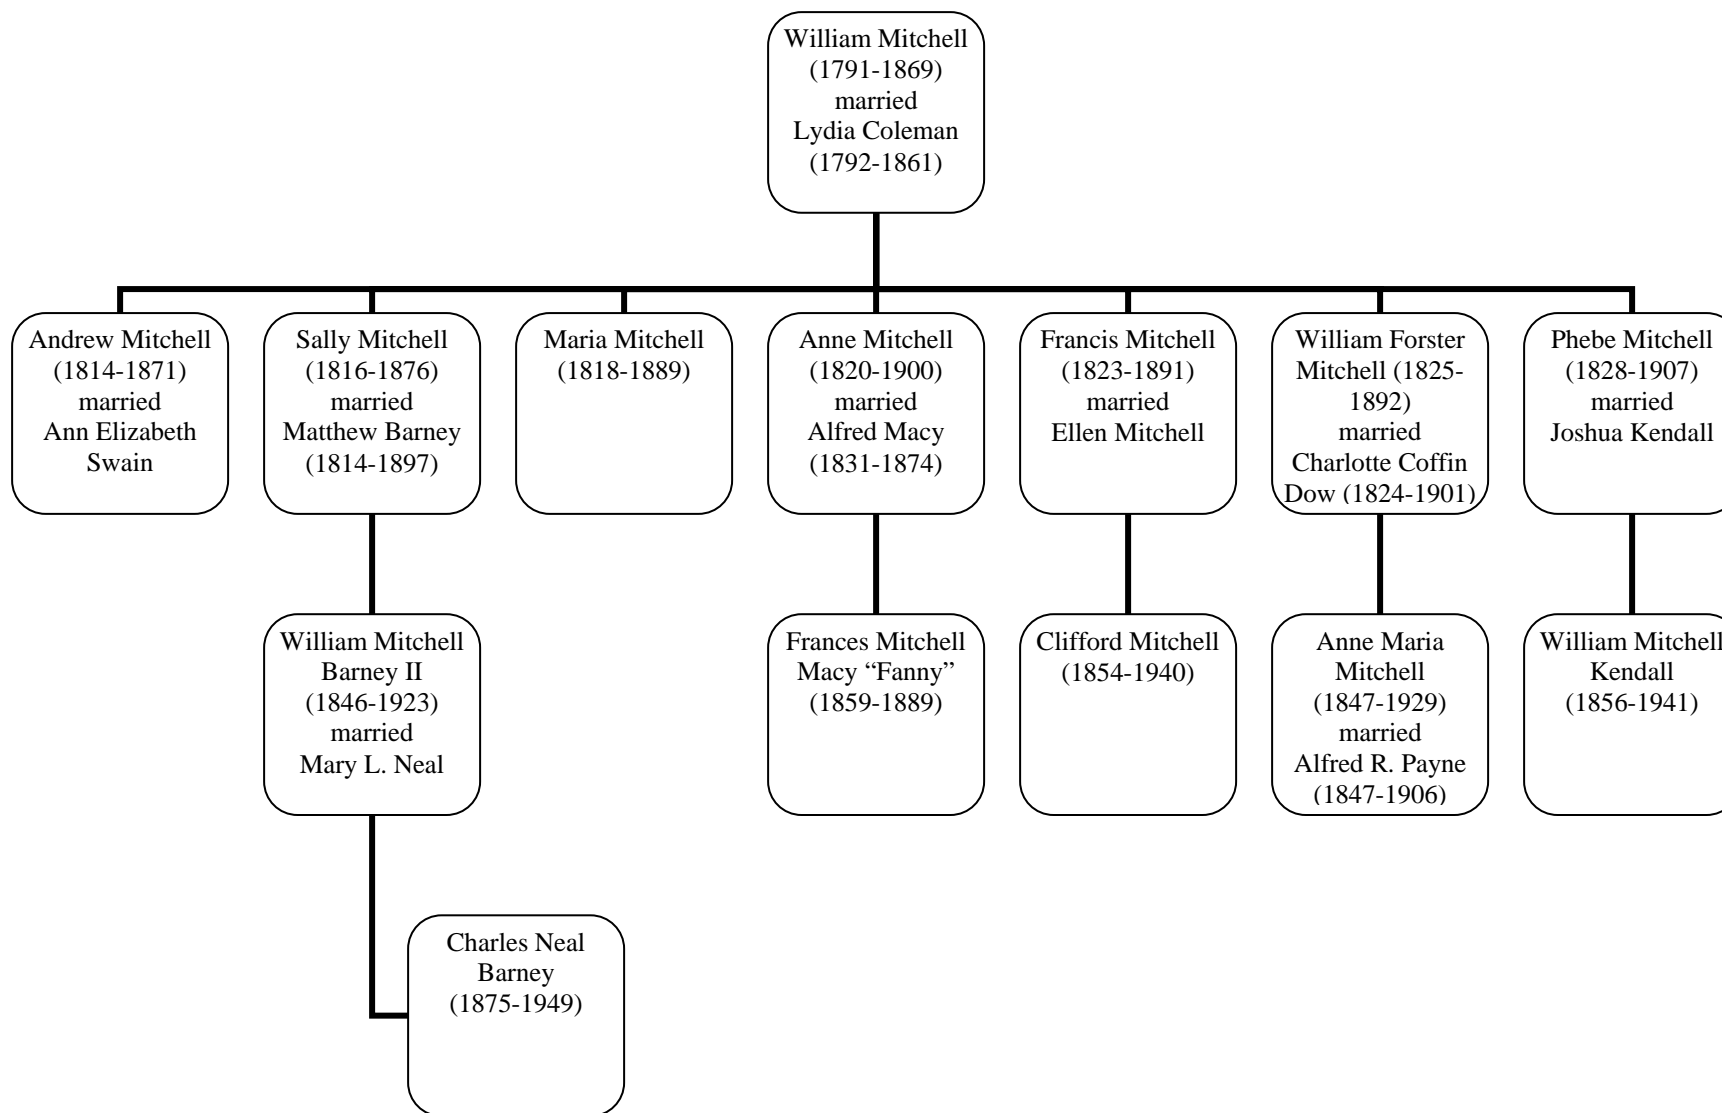 William Mitchell
(1791-1869)
married
Lydia Coleman
(1792-1861)
Andrew Mitchell
(1814-1871)
married
Ann Elizabeth
Swain
Sally Mitchell
(1816-1876)
married
Matthew Barney
(1814-1897)
Maria Mitchell
(1818-1889)
Anne Mitchell
(1820-1900)
married
Alfred Macy
(1831-1874)
Francis Mitchell
(1823-1891)
married
Ellen Mitchell
William Forster
Mitchell (1825-
1892)
married
Charlotte Coffin
Dow (1824-1901)
Phebe Mitchell
(1828-1907)
married
Joshua Kendall
William Mitchell
Barney II
(1846-1923)
married
Mary L. Neal
Frances Mitchell
Macy “Fanny”
(1859-1889)
Clifford Mitchell
(1854-1940)
Anne Maria
Mitchell
(1847-1929)
married
Alfred R. Payne
(1847-1906)
William Mitchell
Kendall
(1856-1941)
Charles Neal
Barney
(1875-1949)